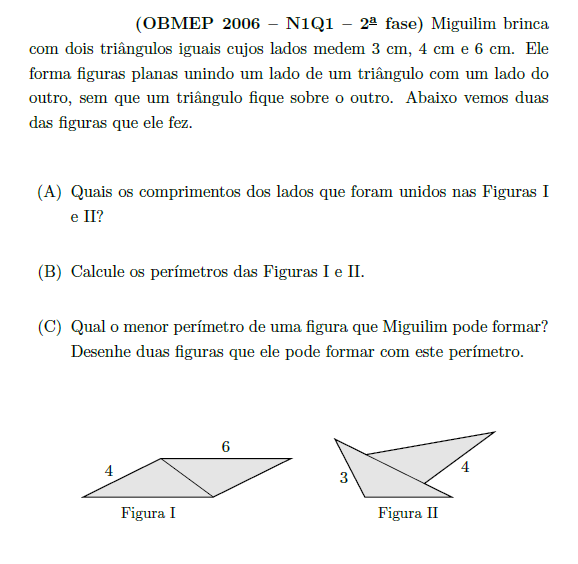 (OBMEP 2006 – N1Q1 – 2ª fase) Miguilim brinca
com dois triângulos iguais cujos lados medem 3 cm, 4 cm e 6 cm. Ele
forma figuras planas unindo um lado de um triângulo com um lado do
outro, sem que um triângulo fique sobre o outro. Abaixo vemos duas
das figuras que ele fez.
(A) Quais os comprimentos dos lados que foram unidos nas Figuras I
e II?
(B) Calcule os perímetros das Figuras I e II.
(C) Qual o menor perímetro de uma figura que Miguilim pode formar?
Desenhe duas figuras que ele pode formar com este perímetro.
4
6
Figura I
3
4
Figura II